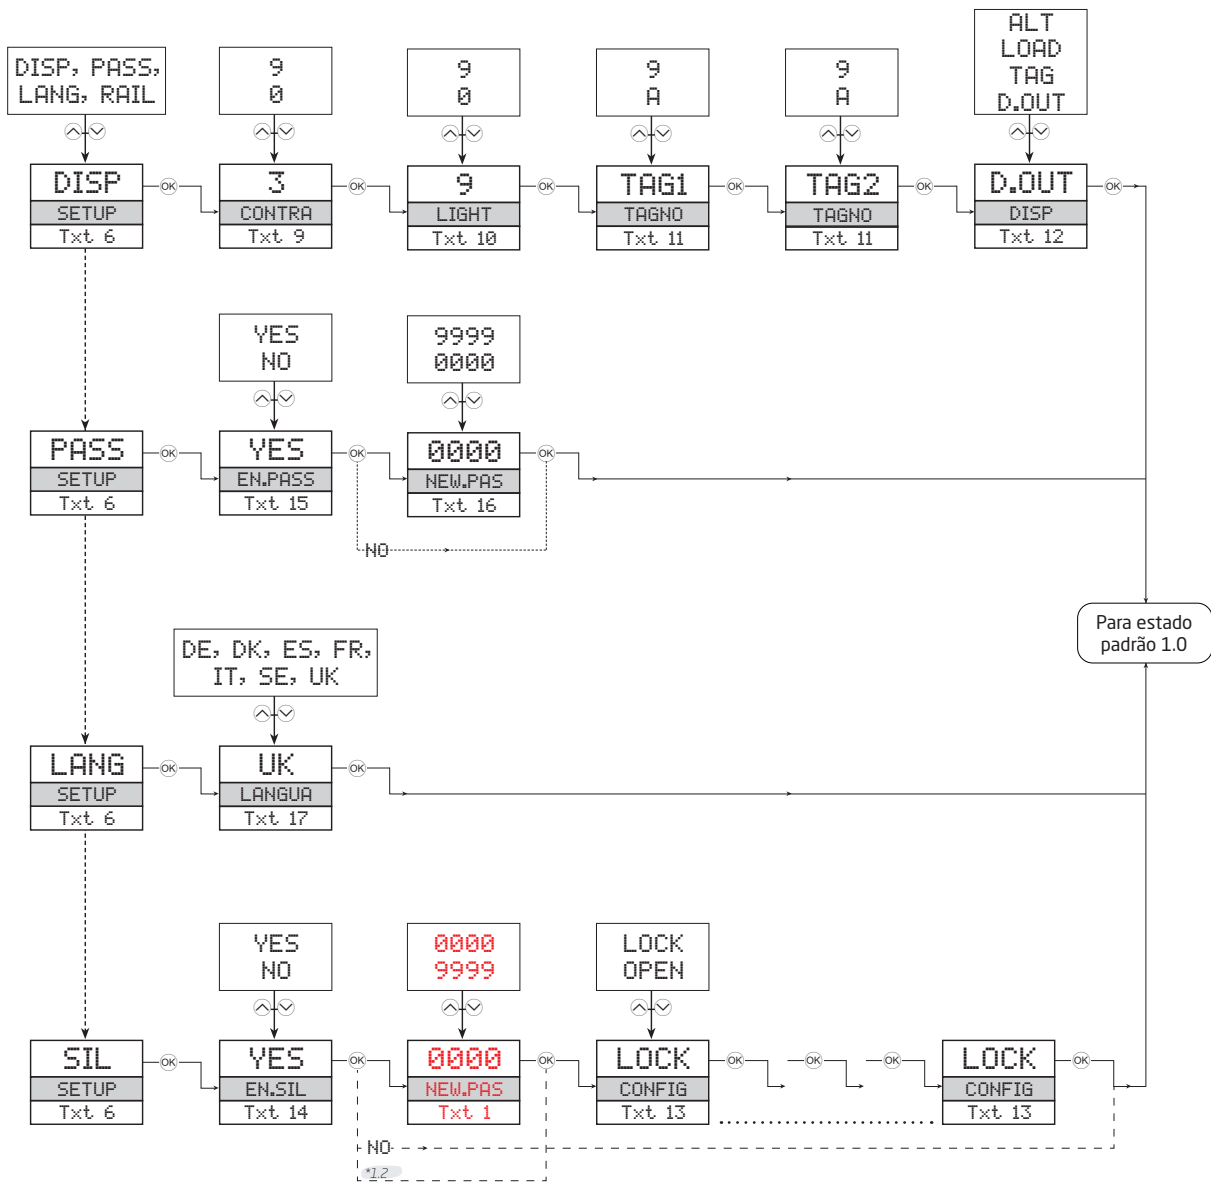 ALT
LOAD
TAG
D.OUT
DISP, PASS,
LANG, RAIL
9
0
9
0
9
A
9
A
DISP
SETUP
Txt 6
OK
3
CONTRA
Txt 9
OK
9
LIGHT
Txt 10
OK
TAG1
TAGNO
Txt 11
OK
TAG2
TAGNO
Txt 11
OK
D.OUT
DISP
Txt 12
OK
YES
NO
9999
0000
PASS
SETUP
Txt 6
OK
YES
EN.PASS
Txt 15
OK
0000
NEW.PAS
Txt 16
OK
NO
Para estado
padrão 1.0
DE, DK, ES, FR,
IT, SE, UK
LANG
SETUP
Txt 6
OK
UK
LANGUA
Txt 17
OK
YES
NO
0000
9999
LOCK
OPEN
SIL
SETUP
Txt 6
OK
YES
EN.SIL
Txt 14
OK
0000
NEW.PAS
Txt 1
OK
LOCK
CONFIG
Txt 13
OK
OK
OK
LOCK
CONFIG
Txt 13
OK
NO
*1.2